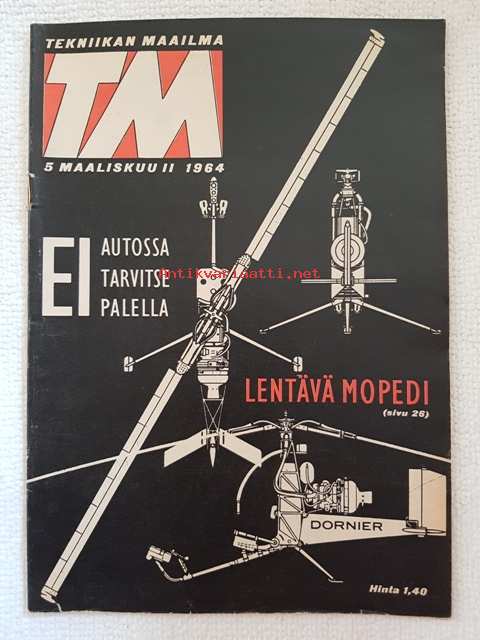 TEKNIIKAN MAAILMA
TM
5 MAALISKUU II 1964
EI AUTOSSA
TARVITSE
PALELLA
Antikvariaatti.net
LENTÄVÄ MOPEDI
(sivu 26)
DORNIER
Hinta 1,40